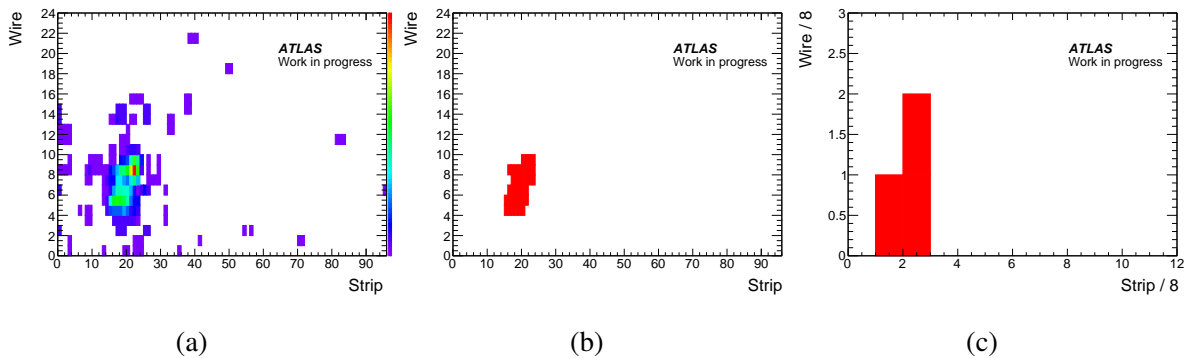 Wire
24
22
20
18
16
14
12
10
8
6
4
2
0
ATLAS
Work in progress
0 10 20 30 40 50 60 70 80 90
Strip
(a)
Wire
24
22
20
18
16
14
12
10
8
6
4
2
0
ATLAS
Work in progress
0 10 20 30 40 50 60 70 80 90
Strip
(b)
Wire / 8
3
2.5
2
1.5
1
0.5
0
ATLAS
Work in progress
0 2 4 6 8 10 12
Strip / 8
(c)